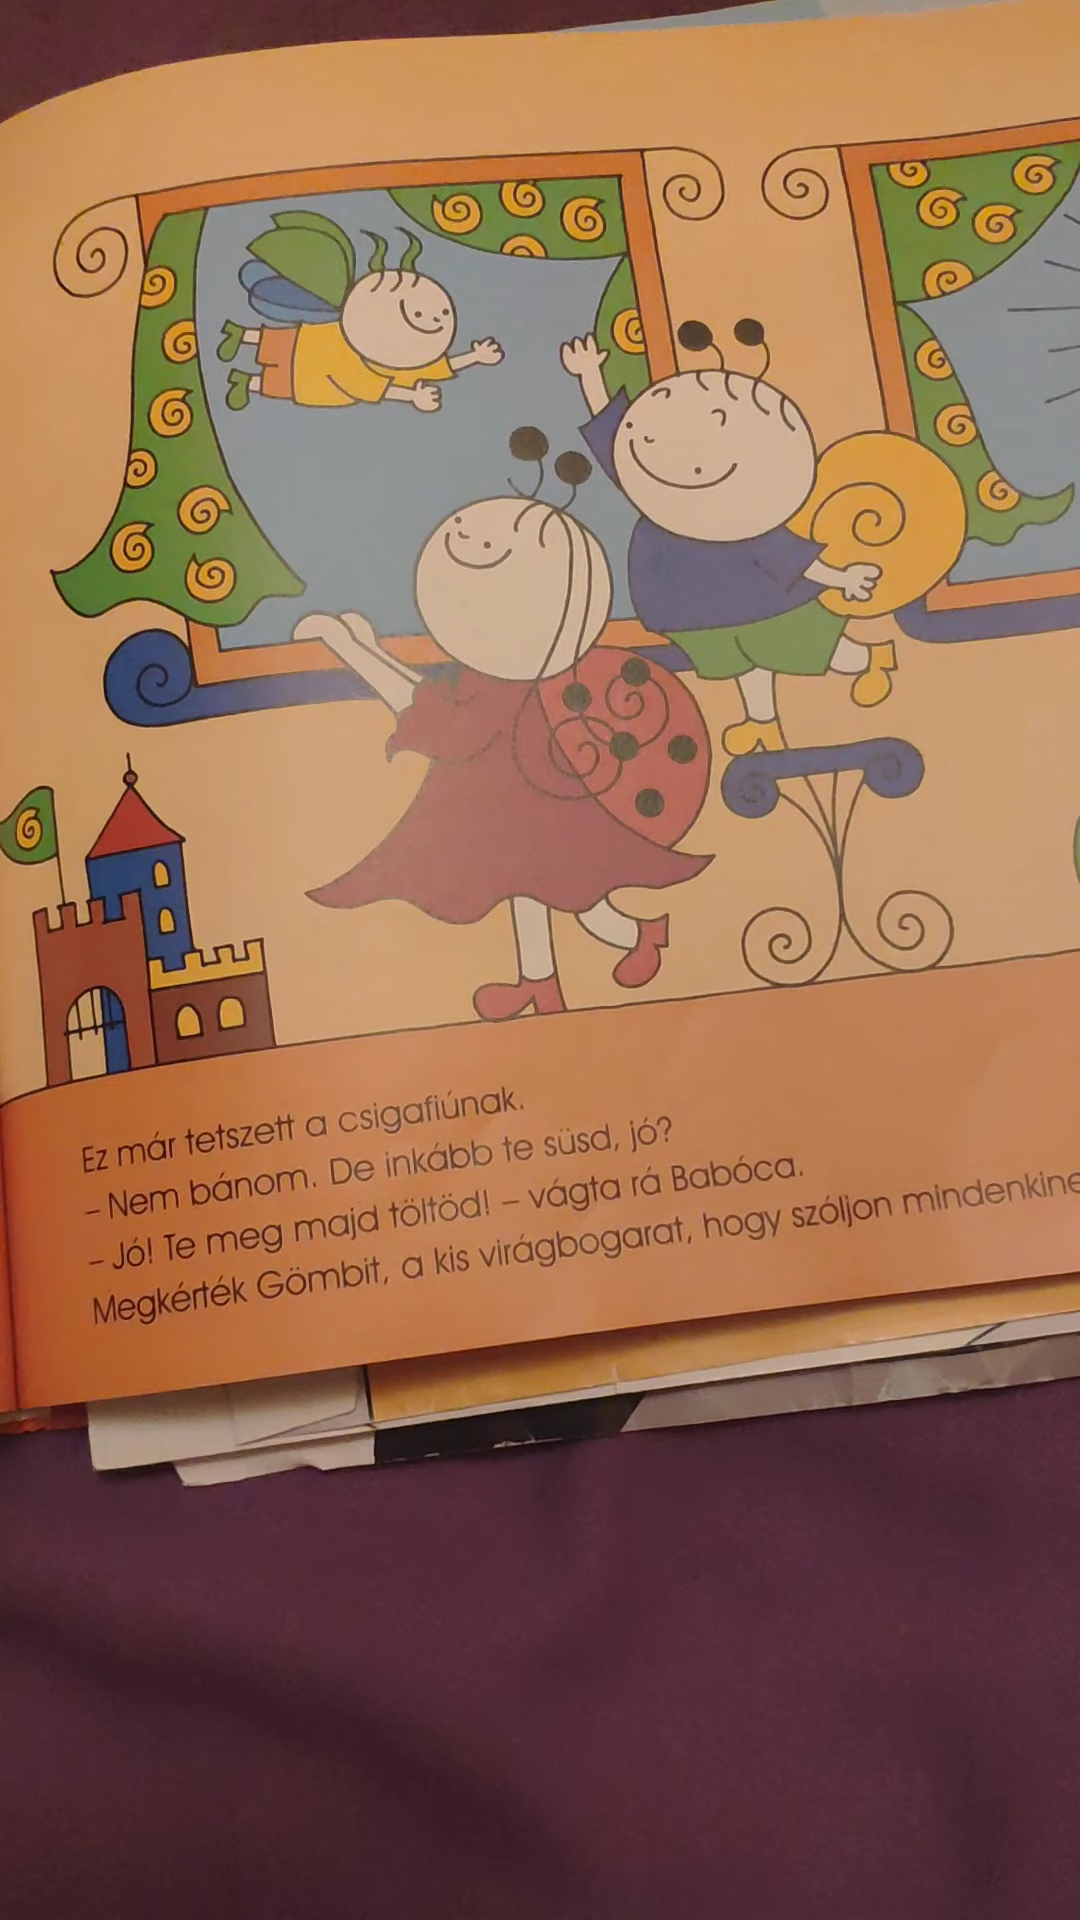 Ez már tetszett a csigafiúnak.
– Nem bánom. De inkább te süsd, jó?
– Jó! Te meg majd töltöd! – vágta rá Babóca.
Megkérték Gömbit, a kis virágbogarat, hogy szóljon mindenkine